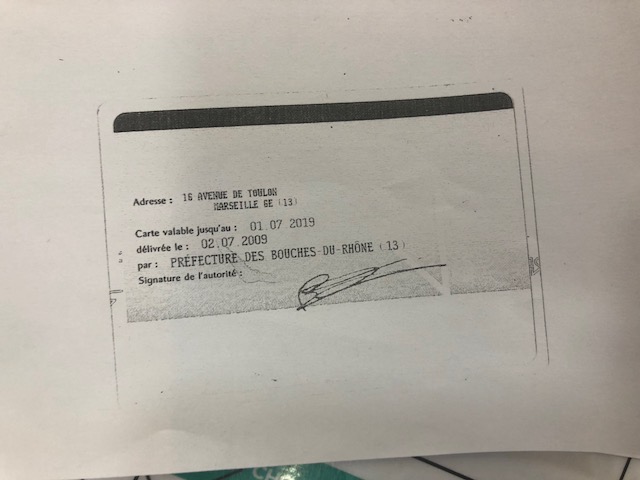 Adresse : 16 AVENUE DE TOULON
MARSEILLE 6E (13)
Carte valable jusqu'au : 01.07 2019
délivrée le : 02.07.2009
par : PRÉFECTURE DES BOUCHES-DU-RHÔNE (13)
Signature de l'autorité :
CH